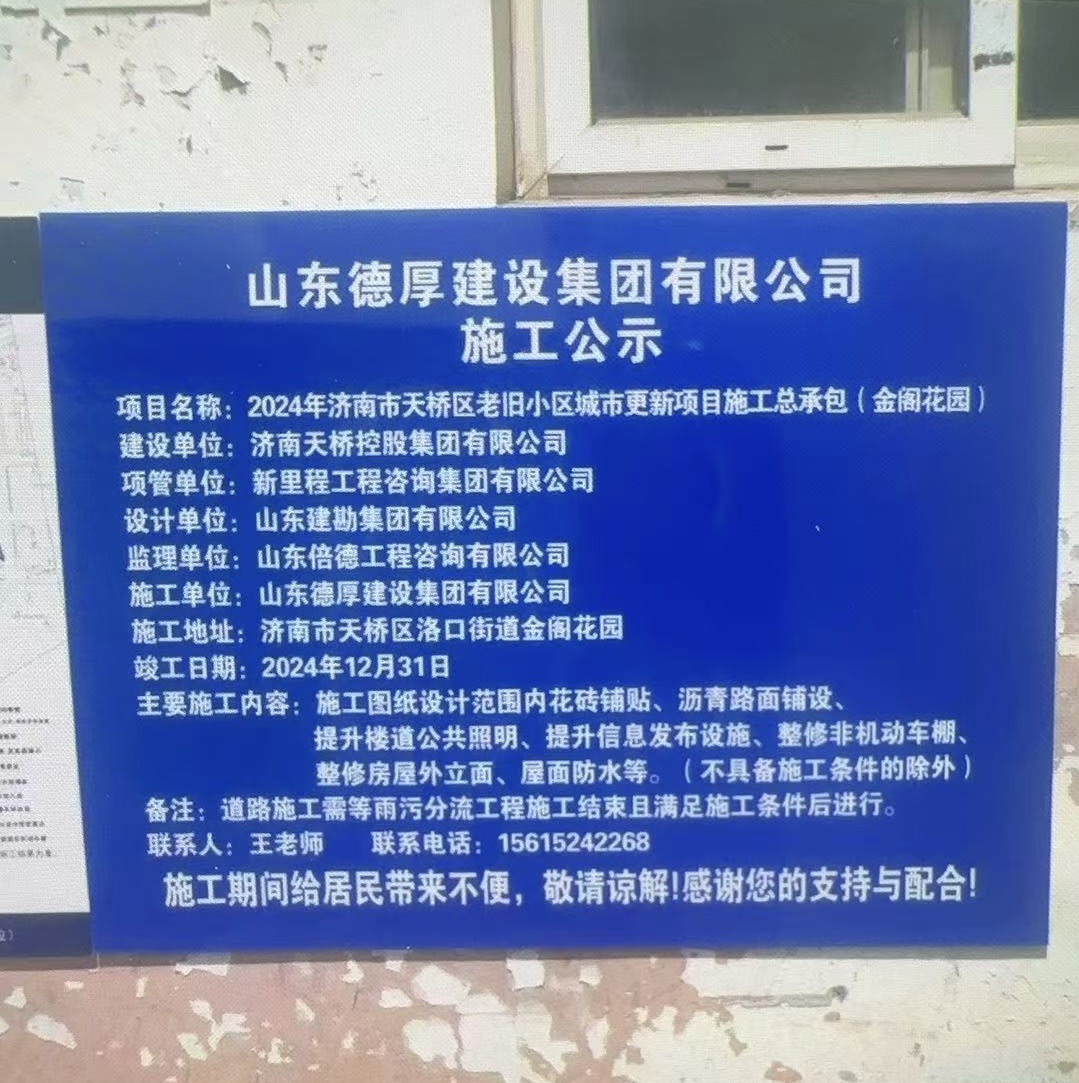 山东德厚建设集团有限公司
施工公示
项目名称：2024年济南市天桥区老旧小区城市更新项目施工总承包（金阁花园）
建设单位：济南天桥控股集团有限公司
项管单位：新里程工程咨询集团有限公司
设计单位：山东建勘集团有限公司
监理单位：山东倍德工程咨询有限公司
施工单位：山东德厚建设集团有限公司
施工地址：济南市天桥区洛口街道金阁花园
竣工日期：2024年12月31日
主要施工内容：施工图纸设计范围内花砖铺贴、沥青路面铺设、
提升楼道公共照明、提升信息发布设施、整修非机动车棚、
整修房屋外立面、屋面防水等。（不具备施工条件的除外）
备注：道路施工需等雨污分流工程施工结束且满足施工条件后进行。
联系人：王老师 联系电话：15615242268
施工期间给居民带来不便，敬请谅解!感谢您的支持与配合!